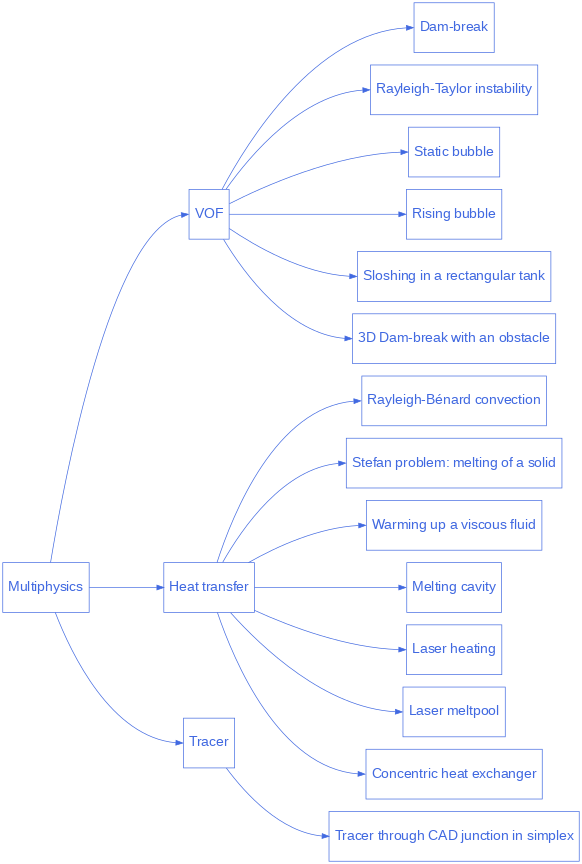 Multiphysics
VOF
Dam-break
Rayleigh-Taylor instability
Static bubble
Rising bubble
Sloshing in a rectangular tank
3D Dam-break with an obstacle
Heat transfer
Rayleigh-Bénard convection
Stefan problem: melting of a solid
Warming up a viscous fluid
Melting cavity
Laser heating
Laser meltpool
Concentric heat exchanger
Tracer
Tracer through CAD junction in simplex